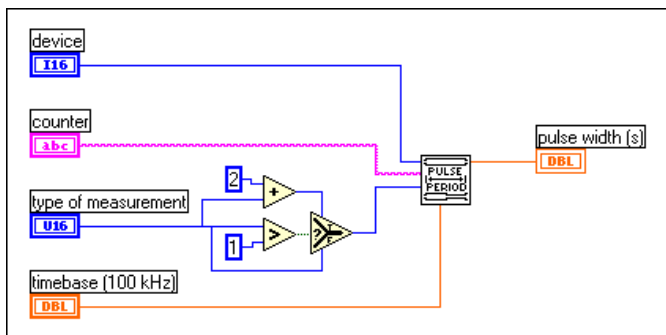 device
I16
counter
abc
pulse width (s)
DBL
PULSE
PERIOD
2
+
type of measurement
U16
>
1
?
T
F
timebase (100 kHz)
DBL